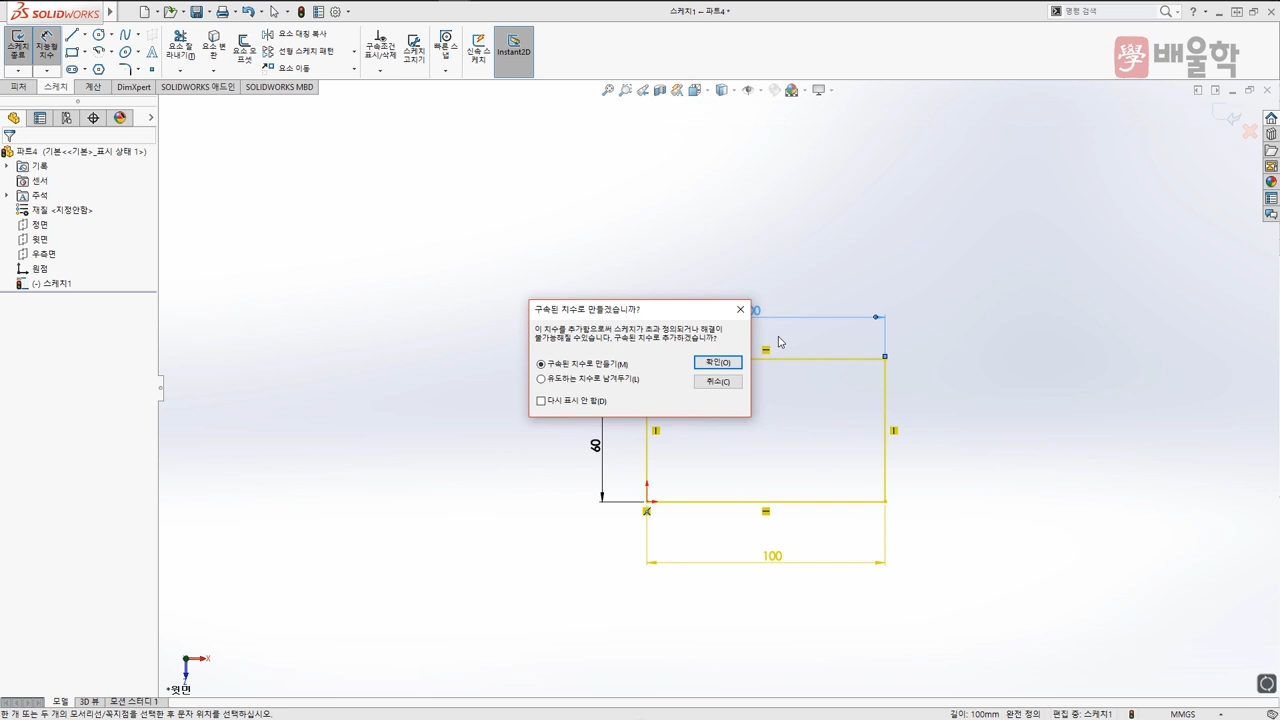 SOLIDWORKS
스케치1 - 파트4 *
명령 검색
스케치 종료
지능형 치수
요소 잘라내기(T)
요소 변환
요소 오프셋
요소 대칭 복사
선형 스케치 패턴
요소 이동
구속조건 표시/삭제
스케치 고치기
빠른 스냅
신속 스케치
Instant2D
學 배울학
피처
스케치
계산
DimXpert
SOLIDWORKS 애드인
SOLIDWORKS MBD
파트4 (기본<<기본>_표시 상태 1>)
기록
센서
주석
재질 <지정안함>
정면
윗면
우측면
원점
(-) 스케치1
구속된 치수로 만들겠습니까?
이 치수를 추가함으로써 스케치가 초과 정의되거나 해결이
불가능해질 수있습니다, 구속된 치수로 추가하겠습니까?
구속된 치수로 만들기(M)
확인(O)
유도하는 치수로 남겨두기(L)
취소(C)
다시 표시 안 함(D)
60
100
X
Z
*윗면
모델
3D 뷰
모션 스터디 1
한 개 또는 두 개의 모서리선/꼭지점을 선택한 후 문자 위치를 선택하십시오.
길이: 100mm
완전 정의
편집 중: 스케치1
MMGS